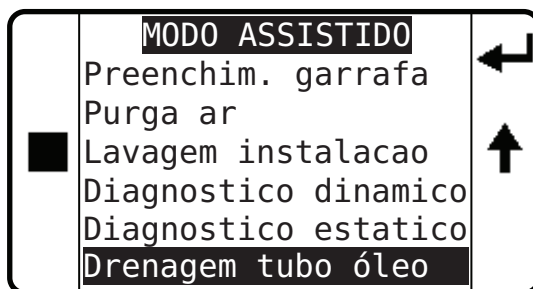 MODO ASSISTIDO
Preenchim. garrafa
Purga ar
Lavagem instalacao
Diagnostico dinamico
Diagnostico estatico
Drenagem tubo óleo